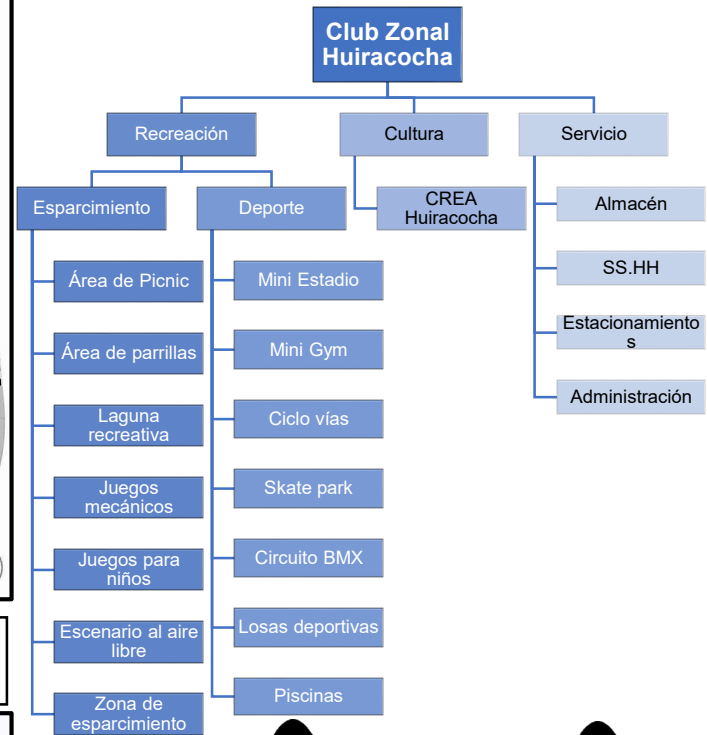 Club Zonal
Huiracocha
Recreación
Cultura
Servicio
Esparcimiento
Deporte
CREA
Huiracocha
Almacén
SS.HH
Estacionamiento
s
Administración
Área de Picnic
Área de parrillas
Laguna
recreativa
Juegos
mecánicos
Juegos para
niños
Escenario al aire
libre
Zona de
esparcimiento
Mini Estadio
Mini Gym
Ciclo vías
Skate park
Circuito BMX
Losas deportivas
Piscinas